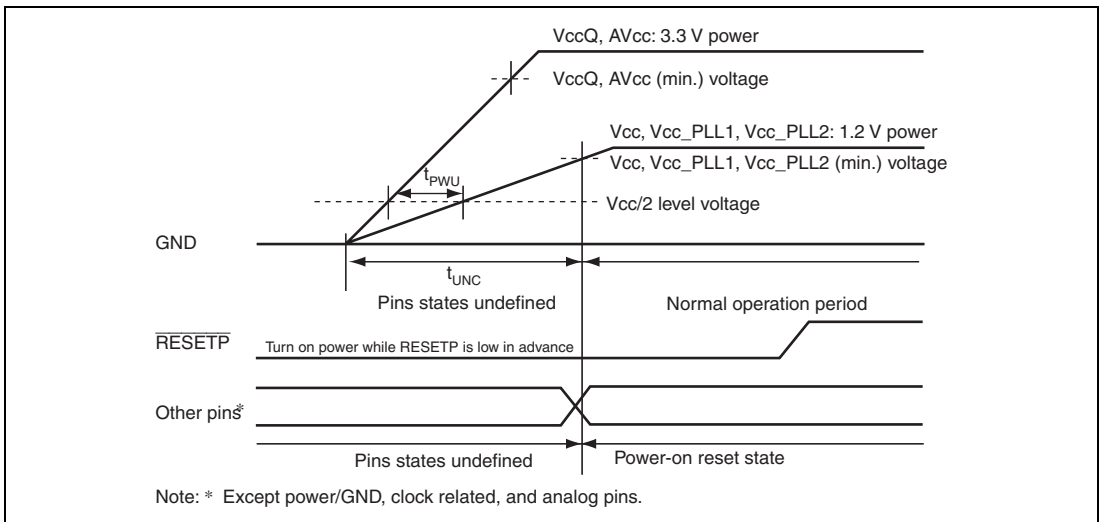 VccQ, AVcc: 3.3 V power
VccQ, AVcc (min.) voltage
Vcc, Vcc_PLL1, Vcc_PLL2: 1.2 V power
Vcc, Vcc_PLL1, Vcc_PLL2 (min.) voltage
tPWU
Vcc/2 level voltage
GND
tUNC
Pins states undefined
Normal operation period
RESETP
Turn on power while RESETP is low in advance
Other pins*
Pins states undefined
Power-on reset state
Note: * Except power/GND, clock related, and analog pins.